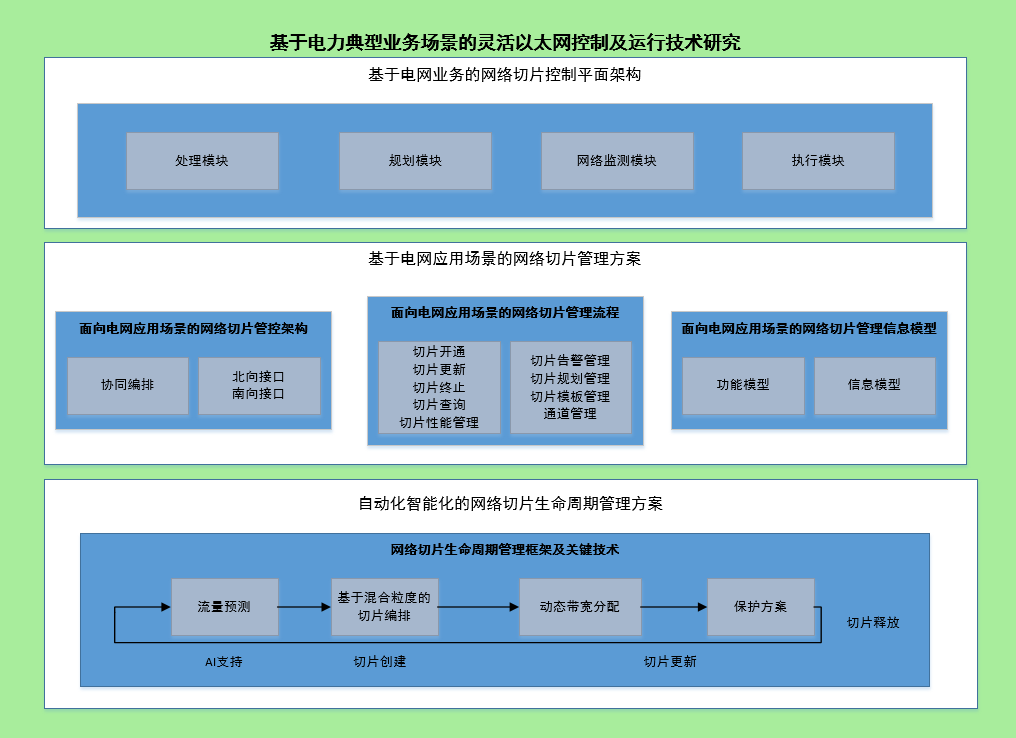 基于电力典型业务场景的灵活以太网控制及运行技术研究
基于电网业务的网络切片控制平面架构
处理模块
规划模块
网络监测模块
执行模块
基于电网应用场景的网络切片管理方案
面向电网应用场景的网络切片管控架构
协同编排
北向接口
南向接口
面向电网应用场景的网络切片管理流程
切片开通
切片更新
切片终止
切片查询
切片性能管理
切片告警管理
切片规划管理
切片模板管理
通道管理
面向电网应用场景的网络切片管理信息模型
功能模型
信息模型
自动化智能化的网络切片生命周期管理方案
网络切片生命周期管理框架及关键技术
流量预测
基于混合粒度的
切片编排
动态带宽分配
保护方案
切片释放
AI支持
切片创建
切片更新